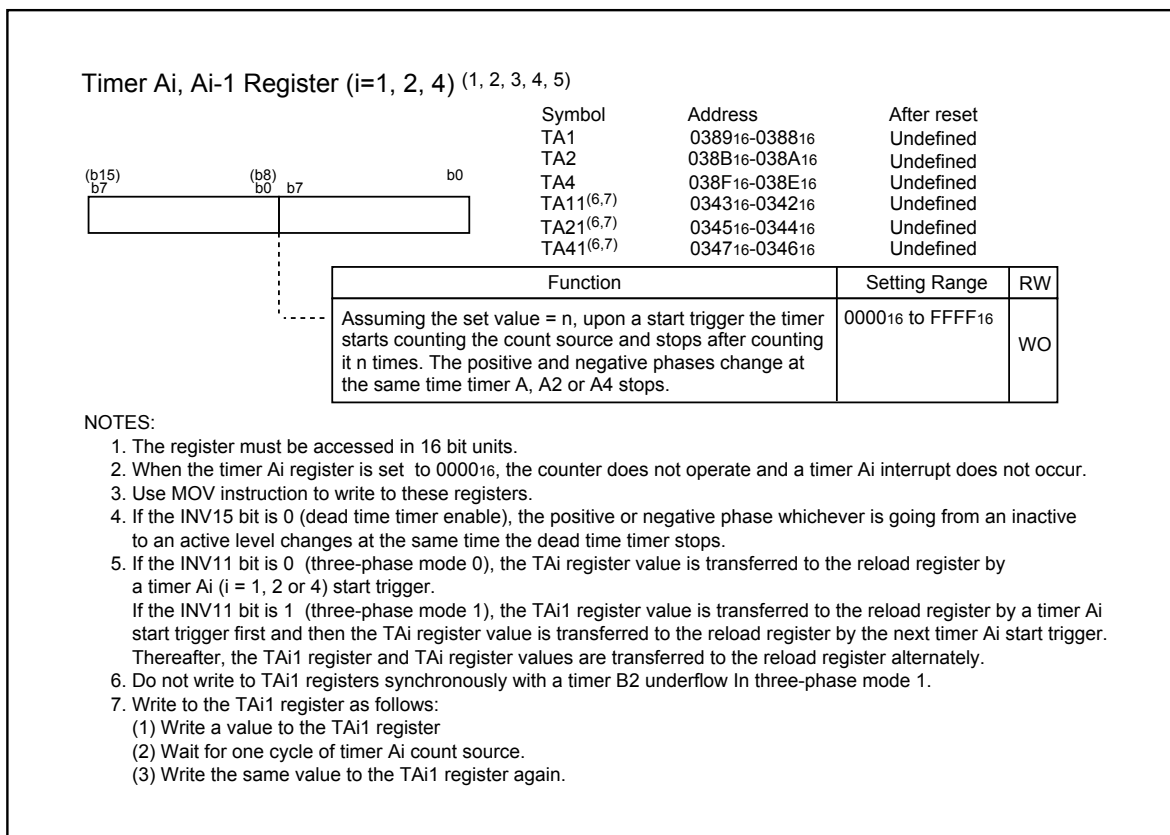 Timer Ai, Ai-1 Register (i=1, 2, 4) (1, 2, 3, 4, 5)
Symbol Address After reset
TA1 038916-038816 Undefined
TA2 038B16-038A16 Undefined
TA4 038F16-038E16 Undefined
TA11(6,7) 034316-034216 Undefined
TA21(6,7) 034516-034416 Undefined
TA41(6,7) 034716-034616 Undefined
(b15) (b8)
b7 b0 b7 b0
Function Setting Range RW
Assuming the set value = n, upon a start trigger the timer
starts counting the count source and stops after counting
it n times. The positive and negative phases change at
the same time timer A, A2 or A4 stops.
000016 to FFFF16
WO
NOTES:
1. The register must be accessed in 16 bit units.
2. When the timer Ai register is set to 000016, the counter does not operate and a timer Ai interrupt does not occur.
3. Use MOV instruction to write to these registers.
4. If the INV15 bit is 0 (dead time timer enable), the positive or negative phase whichever is going from an inactive
to an active level changes at the same time the dead time timer stops.
5. If the INV11 bit is 0 (three-phase mode 0), the TAi register value is transferred to the reload register by
a timer Ai (i = 1, 2 or 4) start trigger.
If the INV11 bit is 1 (three-phase mode 1), the TAi1 register value is transferred to the reload register by a timer Ai
start trigger first and then the TAi register value is transferred to the reload register by the next timer Ai start trigger.
Thereafter, the TAi1 register and TAi register values are transferred to the reload register alternately.
6. Do not write to TAi1 registers synchronously with a timer B2 underflow In three-phase mode 1.
7. Write to the TAi1 register as follows:
(1) Write a value to the TAi1 register
(2) Wait for one cycle of timer Ai count source.
(3) Write the same value to the TAi1 register again.